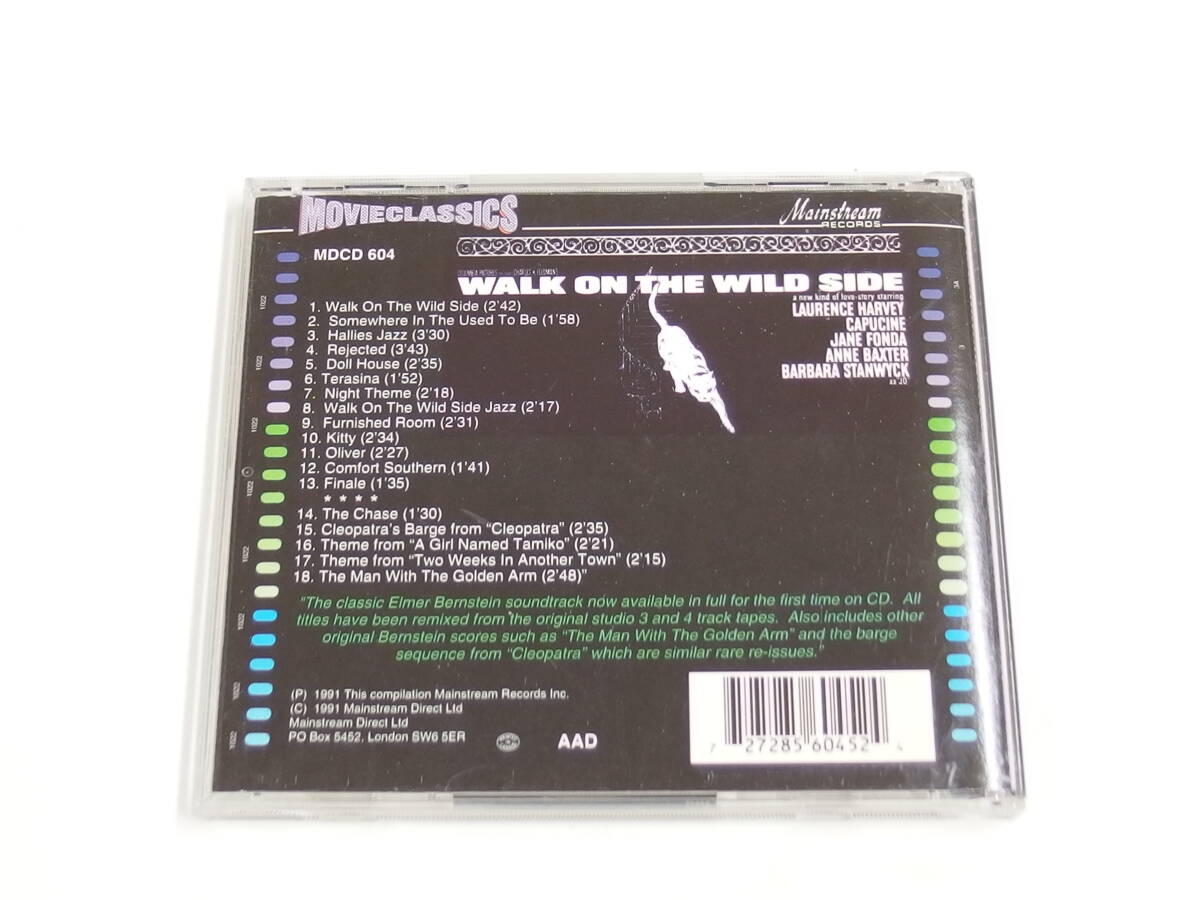 MOVIECLASSICS
Mainstream
RECORDS
MDCD 604
WALK ON THE WILD SIDE
a new kind of love-story starring
LAURENCE HARVEY
CAPUCINE
JANE FONDA
ANNE BAXTER
BARBARA STANWYCK
as 'JO'
1. Walk On The Wild Side (2'42)
2. Somewhere In The Used To Be (1'58)
3. Hallies Jazz (3'30)
4. Rejected (3'43)
5. Doll House (2'35)
6. Terasina (1'52)
7. Night Theme (2'18)
8. Walk On The Wild Side Jazz (2'17)
9. Furnished Room (2'31)
10. Kitty (2'34)
11. Oliver (2'27)
12. Comfort Southern (1'41)
13. Finale (1'35)
* * * *
14. The Chase (1'30)
15. Cleopatra's Barge from "Cleopatra" (2'35)
16. Theme from "A Girl Named Tamiko" (2'21)
17. Theme from "Two Weeks In Another Town" (2'15)
18. The Man With The Golden Arm (2'48)"
"The classic Elmer Bernstein soundtrack now available in full for the first time on CD. All
titles have been remixed from the original studio 3 and 4 track tapes. Also includes other
original Bernstein scores such as "The Man With The Golden Arm" and the barge
sequence from "Cleopatra" which are similar rare re-issues."
(P) 1991 This compilation Mainstream Records Inc.
(C) 1991 Mainstream Direct Ltd
Mainstream Direct Ltd
PO Box 5452, London SW6 5ER
AAD
7 27285 60452 4
1022
1022
1022
1022
1022
1022
1022
3A
3